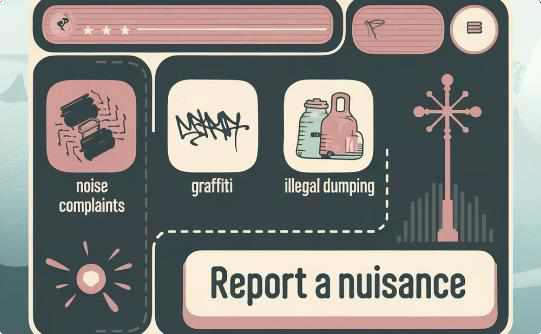 noise
complaints
graffiti
illegal dumping
Report a nuisance